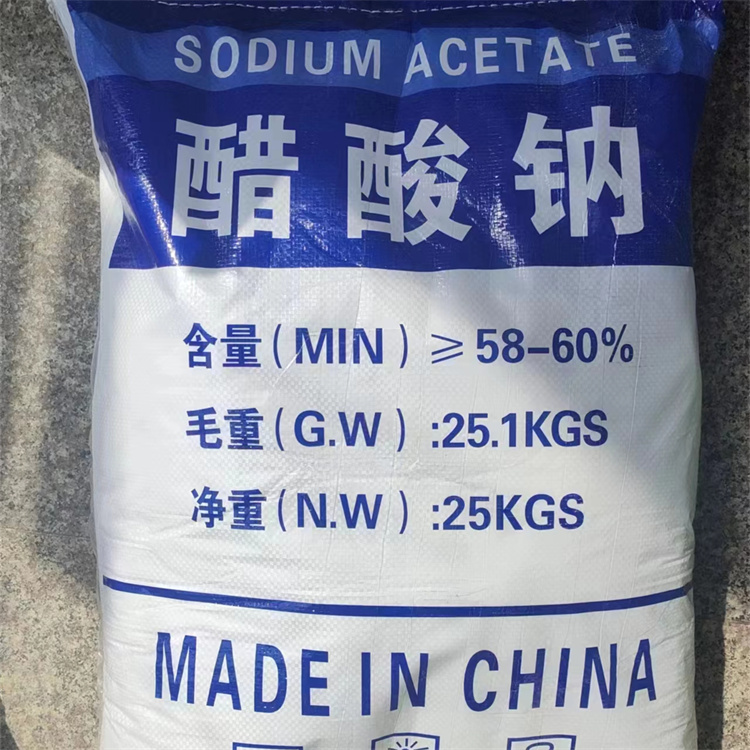 SODIUM ACETATE
醋酸钠
含量(MIN)≥58-60%
毛重(G.W):25.1KGS
净重(N.W):25KGS
MADE IN CHINA